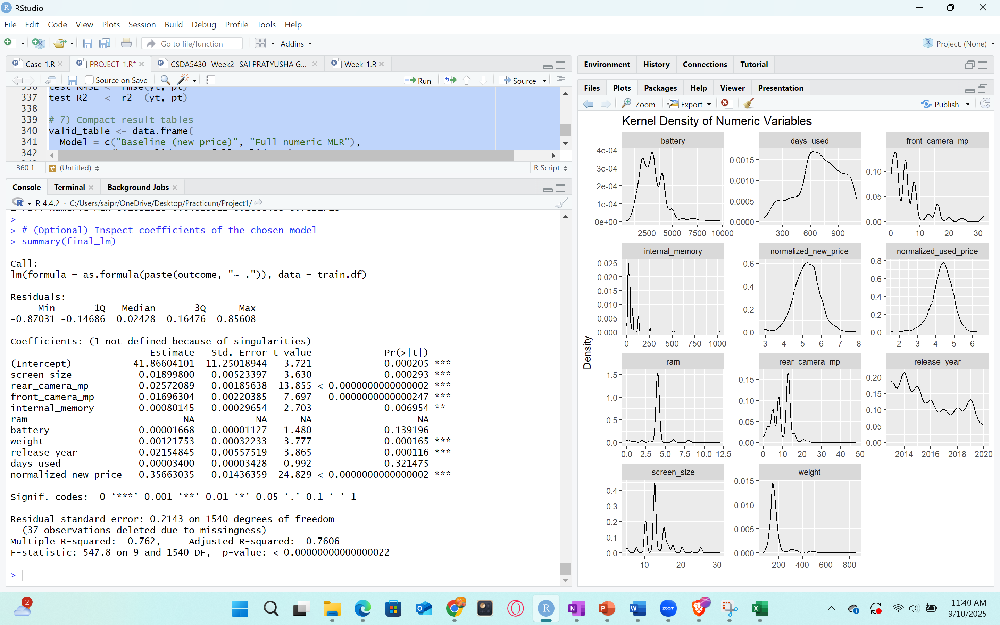 RStudio
File Edit Code View Plots Session Build Debug Profile Tools Help
Go to file/function Addins Project: (None)
Case-1.R PROJECT-1.R* CSDA5430- Week2- SAI PRATYUSHA G... Week-1.R
Source on Save Run Source
337 test_R2 <- r2 (yt, pt)
338
339 # 7) Compact result tables
340 valid_table <- data.frame(
341 Model = c("Baseline (new price)", "Full numeric MLR"),
342
360:1 # (Untitled) R Script
Console Terminal Background Jobs
R 4.4.2 · C:/Users/saipr/OneDrive/Desktop/Practicum/Project1/
>
> # (Optional) Inspect coefficients of the chosen model
> summary(final_lm)
Call:
lm(formula = as.formula(paste(outcome, "~ .")), data = train.df)
Residuals:
Min 1Q Median 3Q Max
-0.87031 -0.14686 0.02428 0.16476 0.85608
Coefficients: (1 not defined because of singularities)
Estimate Std. Error t value Pr(>|t|)
(Intercept) -41.86604101 11.25018944 -3.721 0.000205 ***
screen_size 0.01899800 0.00523397 3.630 0.000293 ***
rear_camera_mp 0.02572089 0.00185638 13.855 < 0.0000000000000002 ***
front_camera_mp 0.01696304 0.00220385 7.697 0.0000000000000247 ***
internal_memory 0.00080145 0.00029654 2.703 0.006954 **
ram NA NA NA NA
battery 0.00001668 0.00001127 1.480 0.139196
weight 0.00121753 0.00032233 3.777 0.000165 ***
release_year 0.02154845 0.00557519 3.865 0.000116 ***
days_used 0.00003400 0.00003428 0.992 0.321475
normalized_new_price 0.35663035 0.01436359 24.829 < 0.0000000000000002 ***
---
Signif. codes: 0 ‘***’ 0.001 ‘**’ 0.01 ‘*’ 0.05 ‘.’ 0.1 ‘ ’ 1
Residual standard error: 0.2143 on 1540 degrees of freedom
(37 observations deleted due to missingness)
Multiple R-squared: 0.762, Adjusted R-squared: 0.7606
F-statistic: 547.8 on 9 and 1540 DF, p-value: < 0.00000000000000022
>
Environment History Connections Tutorial
Files Plots Packages Help Viewer Presentation
Zoom Export Publish
Kernel Density of Numeric Variables
Density
battery
4e-04
3e-04
2e-04
1e-04
0e+00
2500 5000 7500 10000
days_used
0.0015
0.0010
0.0005
0.0000
300 600 900
front_camera_mp
0.10
0.05
0.00
0 10 20 30
internal_memory
0.025
0.020
0.015
0.010
0.005
0.000
0 250 500 750 1000
normalized_new_price
0.6
0.4
0.2
0.0
3 4 5 6 7 8
normalized_used_price
0.8
0.6
0.4
0.2
0.0
2 3 4 5 6
ram
1.5
1.0
0.5
0.0
0.0 2.5 5.0 7.5 10.0 12.5
rear_camera_mp
0.15
0.10
0.05
0.00
0 10 20 30 40 50
release_year
0.20
0.15
0.10
0.05
0.00
2014 2016 2018 2020
screen_size
0.4
0.3
0.2
0.1
0.0
10 20 30
weight
0.015
0.010
0.005
0.000
200 400 600 800
2
zoom
11:40 AM
9/10/2025